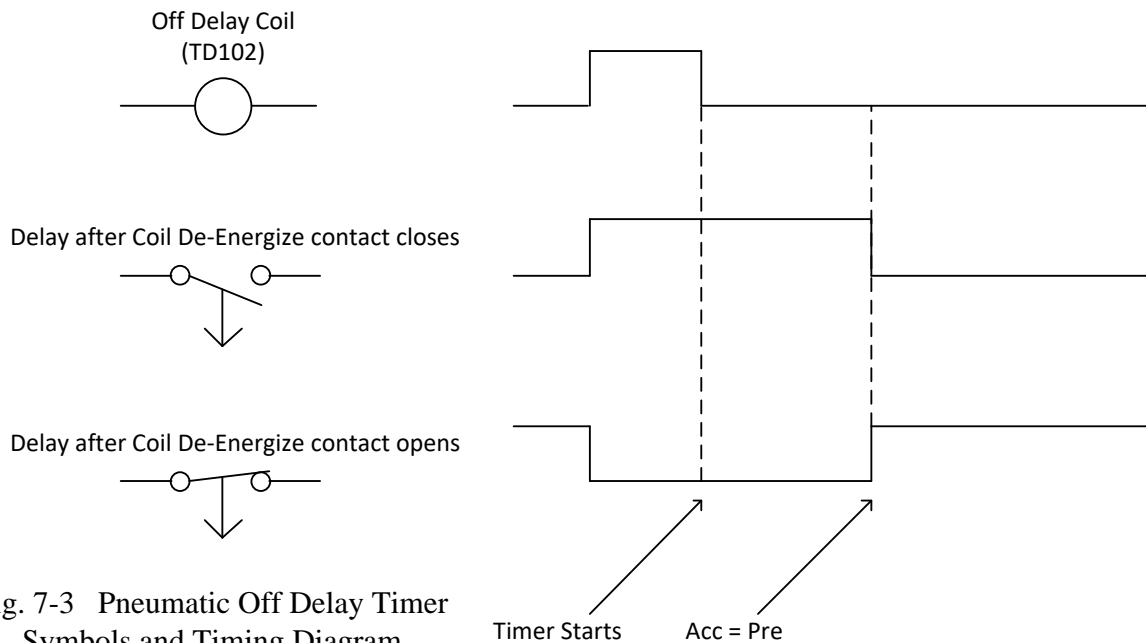 Off Delay Coil
(TD102)
Delay after Coil De-Energize contact closes
Delay after Coil De-Energize contact opens
g. 7-3 Pneumatic Off Delay Timer
Symbols and Timing Diagram
Timer Starts
Acc = Pre